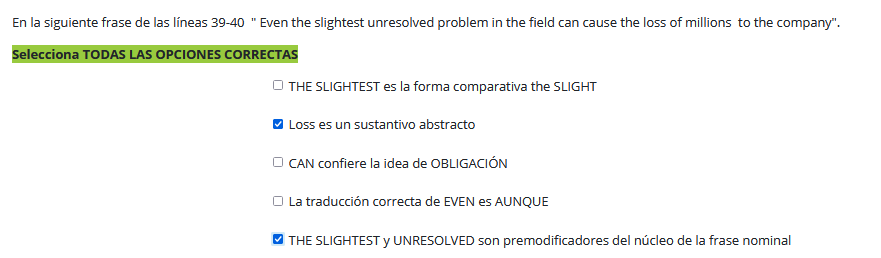 En la siguiente frase de las líneas 39-40 " Even the slightest unresolved problem in the field can cause the loss of millions to the company".
Selecciona TODAS LAS OPCIONES CORRECTAS
THE SLIGHTEST es la forma comparativa the SLIGHT
Loss es un sustantivo abstracto
CAN confiere la idea de OBLIGACIÓN
La traducción correcta de EVEN es AUNQUE
THE SLIGHTEST y UNRESOLVED son premodificadores del núcleo de la frase nominal